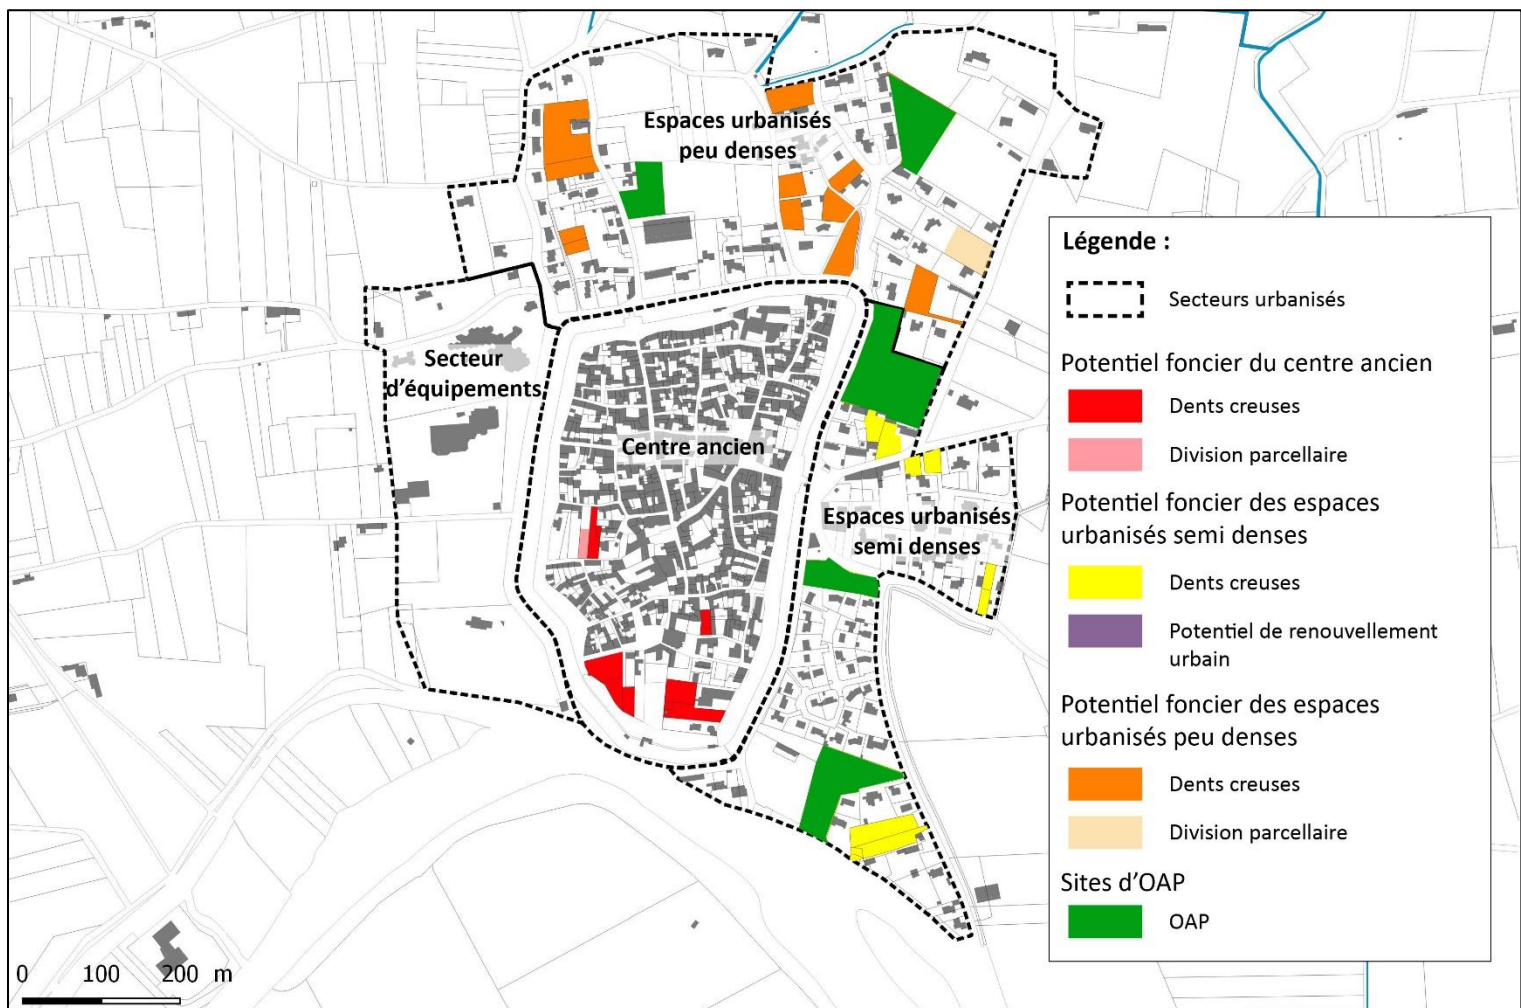 Espaces urbanisés
peu denses
Secteur
d'équipements
Centre ancien
Espaces urbanisés
semi denses
Légende :
Secteurs urbanisés
Potentiel foncier du centre ancien
Dents creuses
Division parcellaire
Potentiel foncier des espaces
urbanisés semi denses
Dents creuses
Potentiel de renouvellement
urbain
Potentiel foncier des espaces
urbanisés peu denses
Dents creuses
Division parcellaire
Sites d'OAP
OAP
0 100 200 m